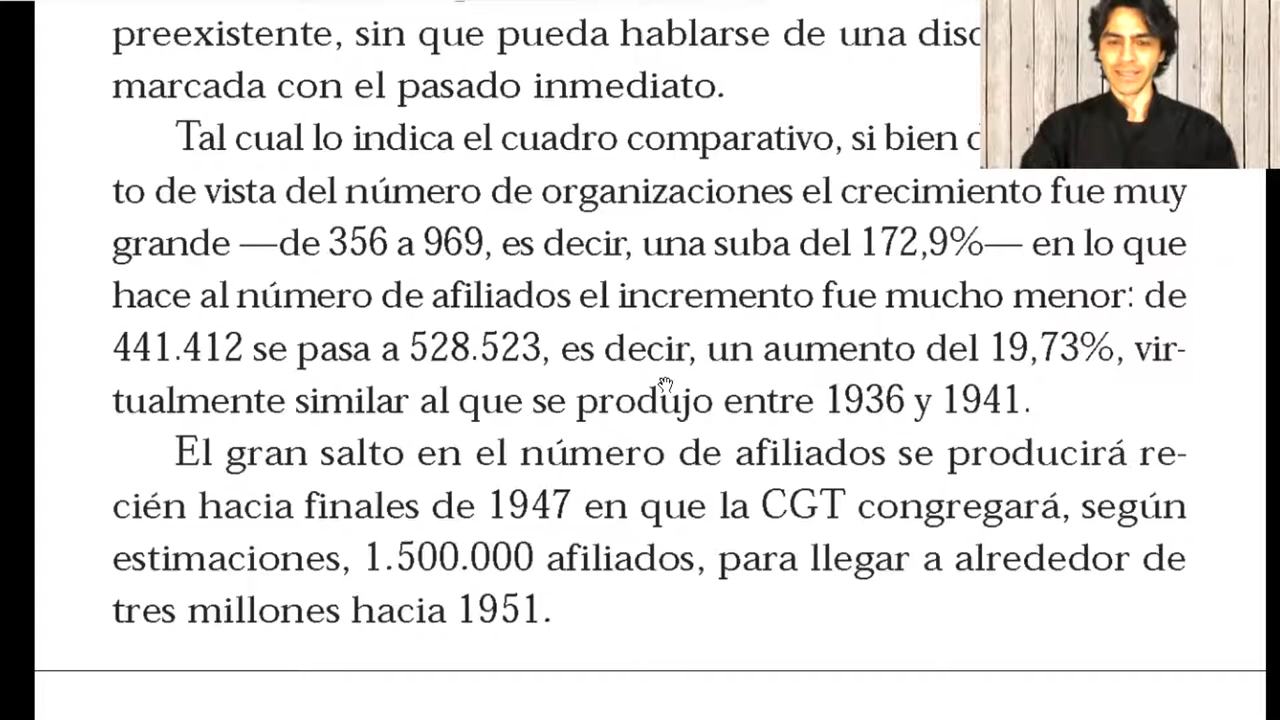 preexistente, sin que pueda hablarse de una
marcada con el pasado inmediato.
Tal cual lo indica el cuadro comparativo, si bien
to de vista del número de organizaciones el crecimiento fue muy
grande —de 356 a 969, es decir, una suba del 172,9%— en lo que
hace al número de afiliados el incremento fue mucho menor: de
441.412 se pasa a 528.523, es decir, un aumento del 19,73%, vir-
tualmente similar al que se produjo entre 1936 y 1941.
El gran salto en el número de afiliados se producirá re-
cién hacia finales de 1947 en que la CGT congregará, según
estimaciones, 1.500.000 afiliados, para llegar a alrededor de
tres millones hacia 1951.